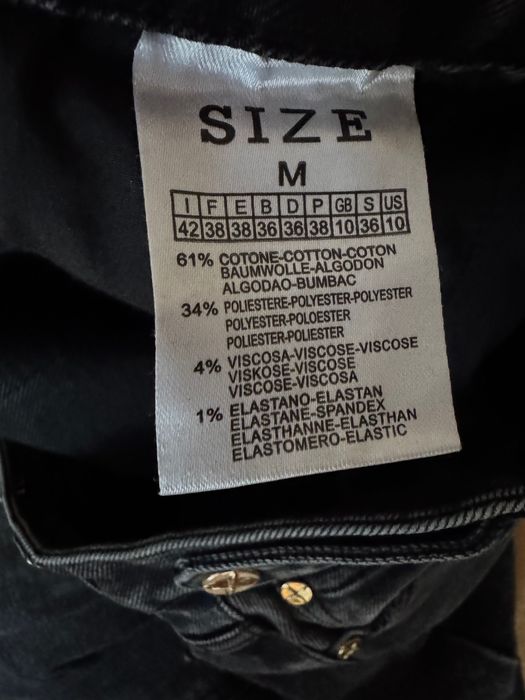 SIZE
M
I F E B D P GB S US
42 38 38 36 36 38 10 36 10
61% COTONE-COTTON-COTON
BAUMWOLLE-ALGODON
ALGODAO-BUMBAC
34% POLIESTERE-POLYESTER-POLYESTER
POLYESTER-POLOESTER
POLIESTER-POLIESTER
4% VISCOSA-VISCOSE-VISCOSE
VISKOSE-VISCOSE
VISCOSE-VISCOSA
1% ELASTANO-ELASTAN
ELASTANE-SPANDEX
ELASTHANNE-ELASTHAN
ELASTOMERO-ELASTIC